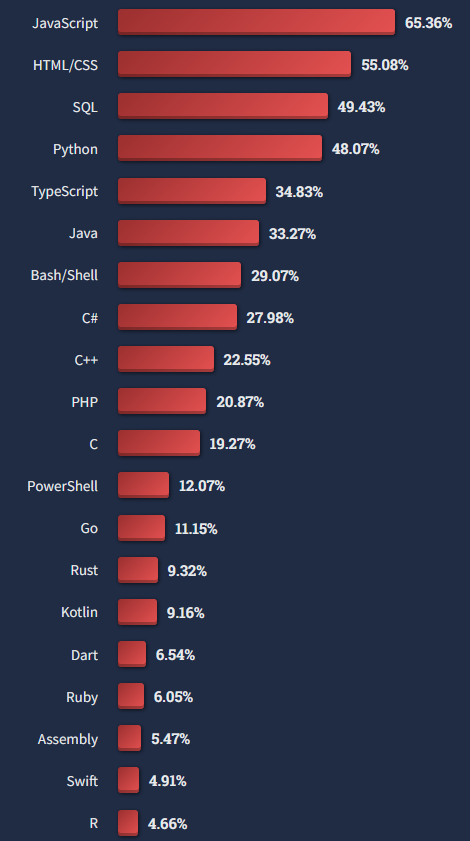 JavaScript 65.36%
HTML/CSS 55.08%
SQL 49.43%
Python 48.07%
TypeScript 34.83%
Java 33.27%
Bash/Shell 29.07%
C# 27.98%
C++ 22.55%
PHP 20.87%
C 19.27%
PowerShell 12.07%
Go 11.15%
Rust 9.32%
Kotlin 9.16%
Dart 6.54%
Ruby 6.05%
Assembly 5.47%
Swift 4.91%
R 4.66%